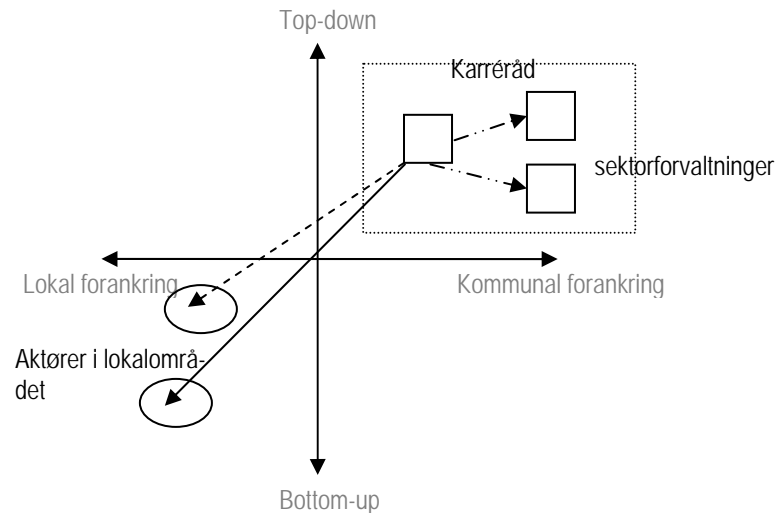 Top-down
Karréråd
sektorforvaltninger
Lokal forankring
Kommunal forankring
Aktører i lokalområ-
det
Bottom-up